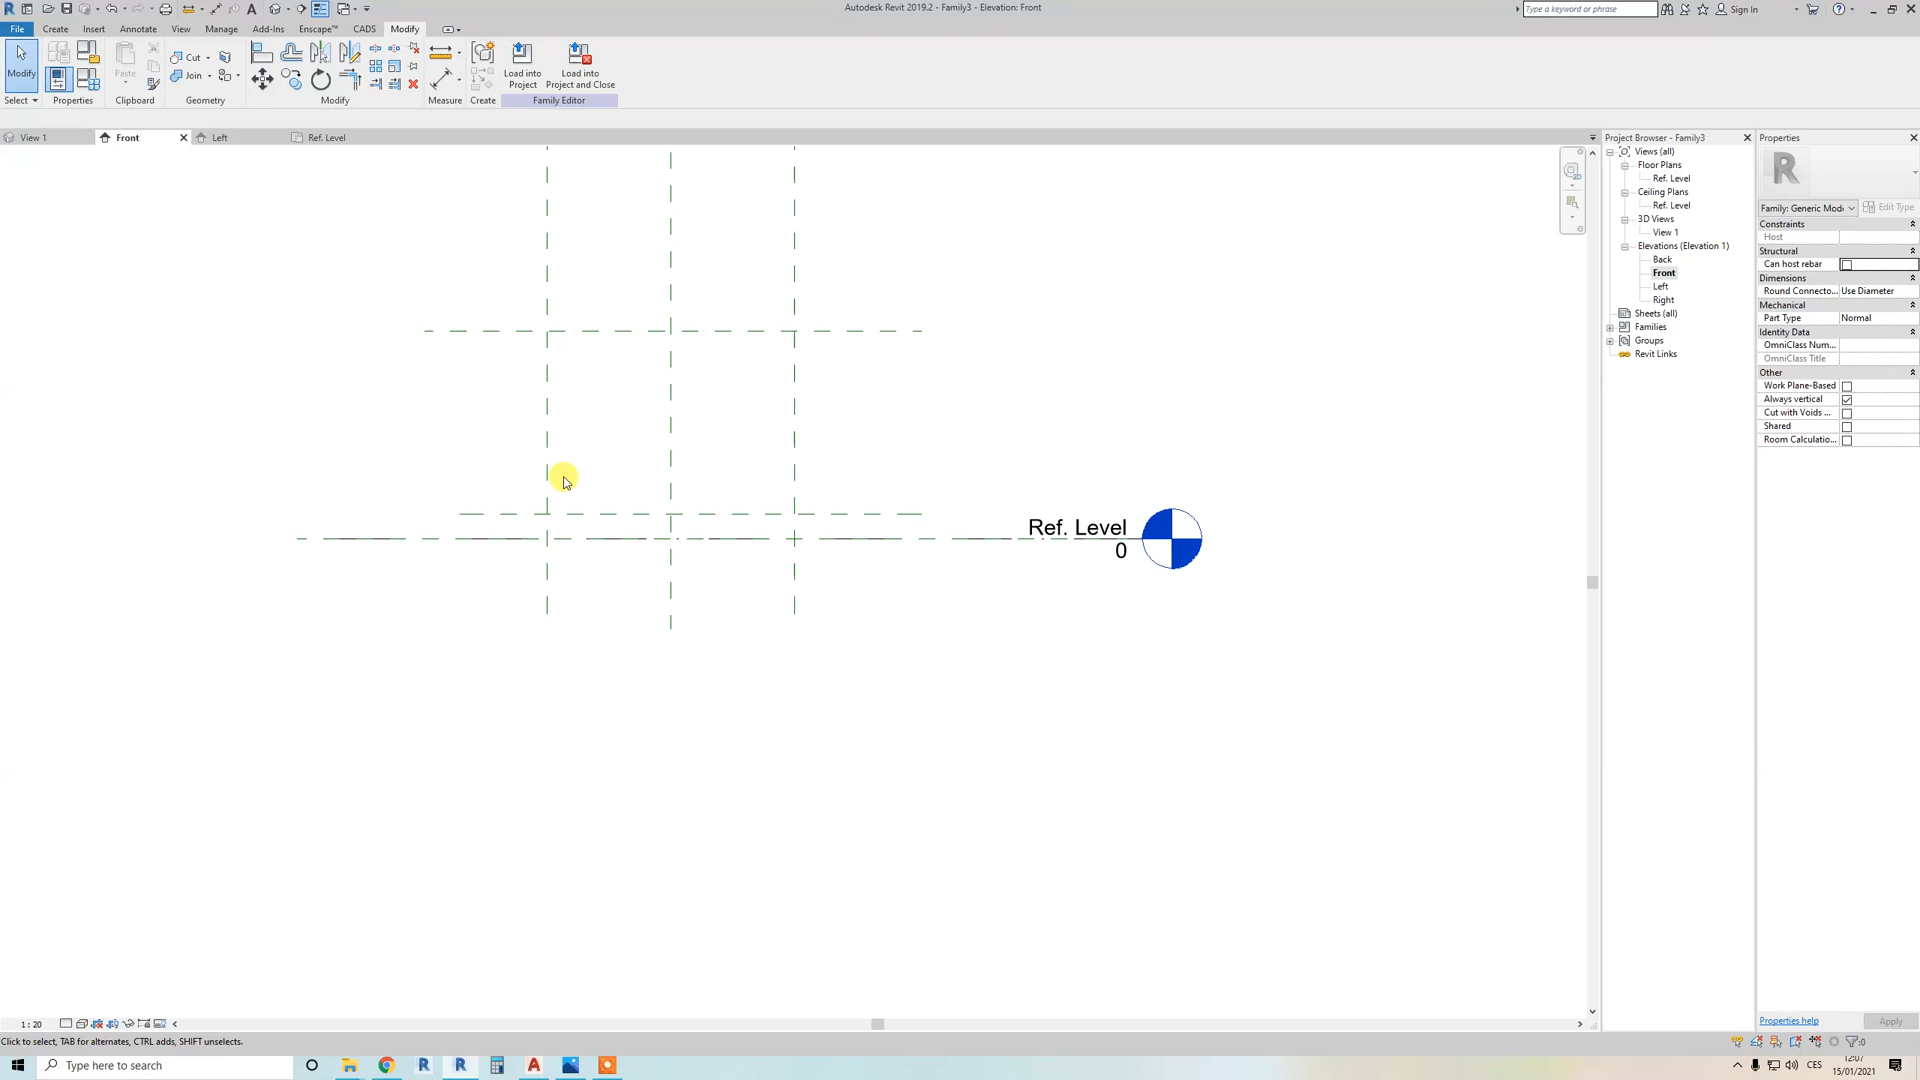 Autodesk Revit 2019.2 - Family3 - Elevation: Front
Type a keyword or phrase
Sign In
File Create Insert Annotate View Manage Add-Ins Enscape™ CADS Modify
Modify
Paste
Cut
Join
Load into Project
Load into Project and Close
Select Properties Clipboard Geometry Modify Measure Create Family Editor
View 1
Front
Left
Ref. Level
Ref. Level
0
Project Browser - Family3
Views (all)
Floor Plans
Ref. Level
Ceiling Plans
Ref. Level
3D Views
View 1
Elevations (Elevation 1)
Back
Front
Left
Right
Sheets (all)
Families
Groups
Revit Links
Properties
R
Family: Generic Mode
Edit Type
Constraints
Host
Structural
Can host rebar
Dimensions
Round Connecto... Use Diameter
Mechanical
Part Type Normal
Identity Data
OmniClass Num...
OmniClass Title
Other
Work Plane-Based
Always vertical
Cut with Voids ...
Shared
Room Calculatio...
Properties help
Apply
1 : 20
Click to select, TAB for alternates, CTRL adds, SHIFT unselects.
:0
Type here to search
CES
12:07
15/01/2021